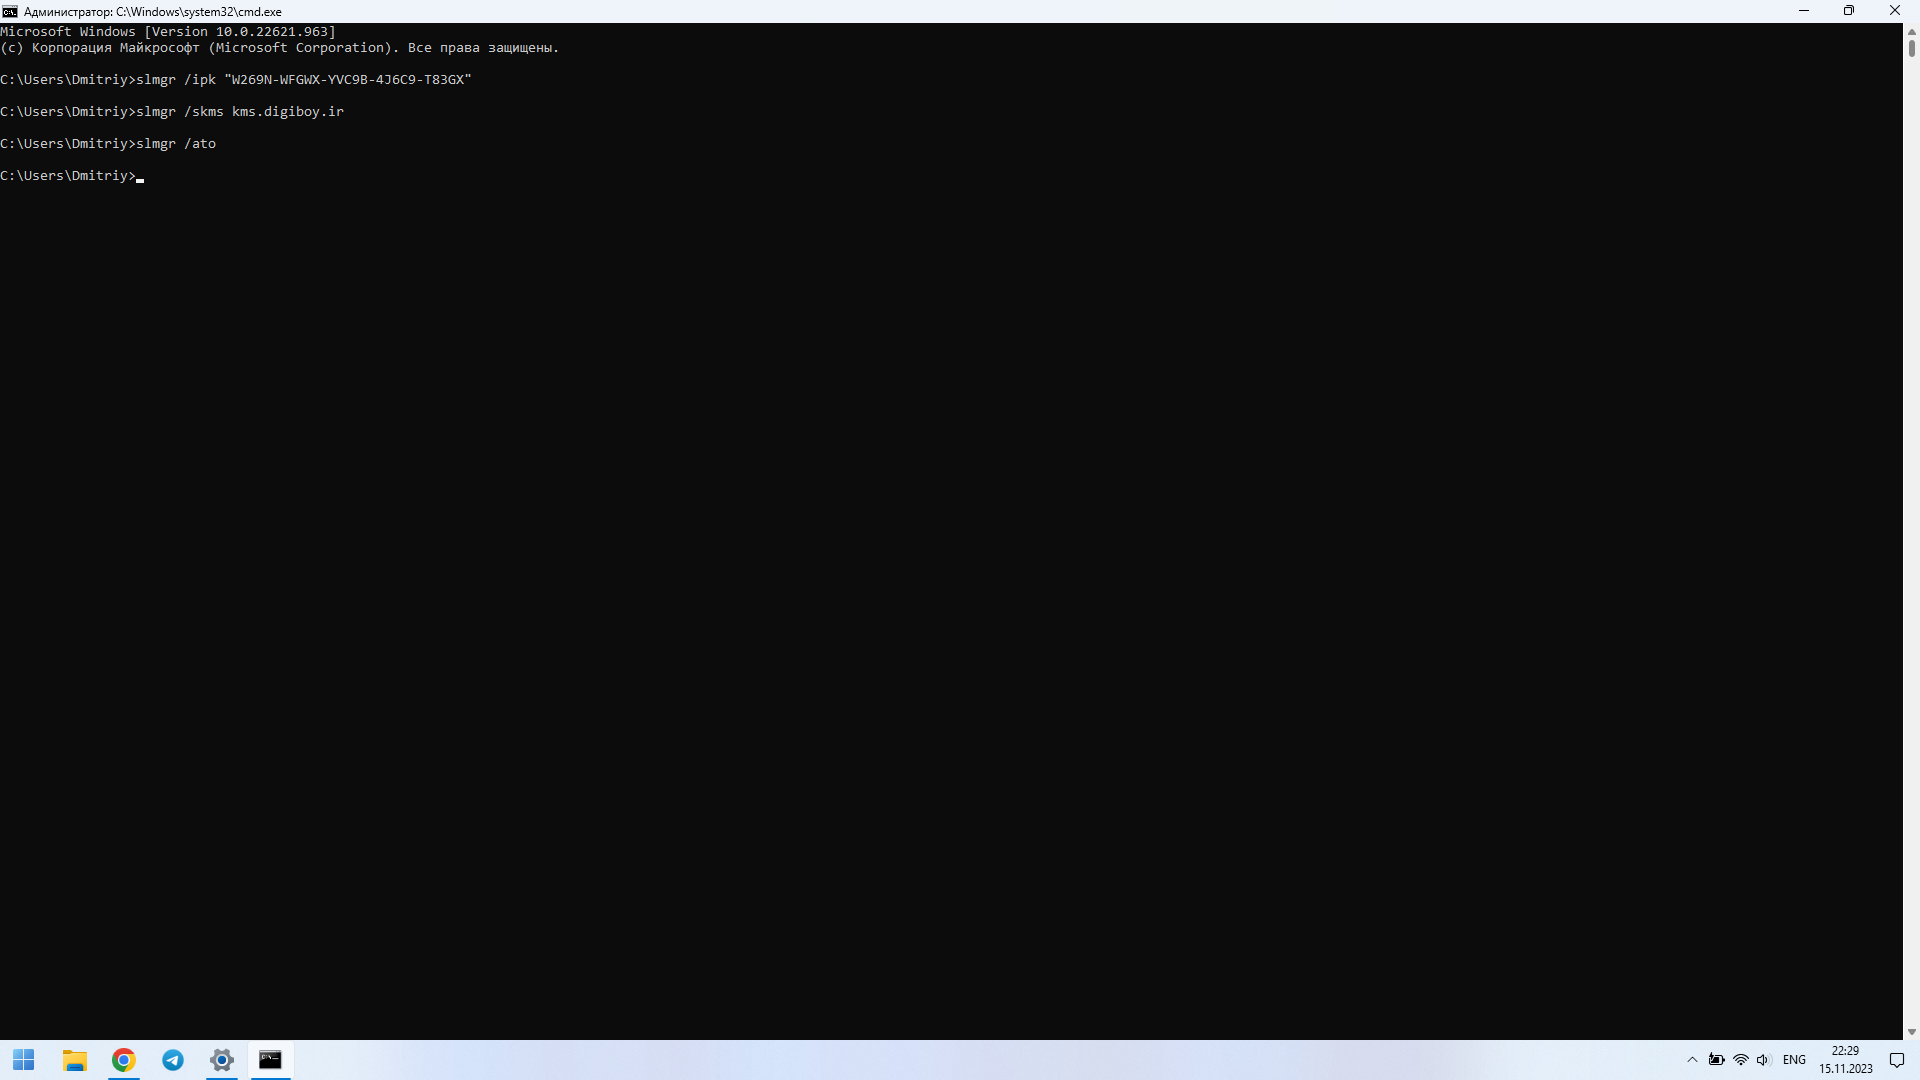 Администратор: C:\Windows\system32\cmd.exe
Microsoft Windows [Version 10.0.22621.963]
(c) Корпорация Майкрософт (Microsoft Corporation). Все права защищены.
C:\Users\Dmitriy>slmgr /ipk "W269N-WFGWX-YVC9B-4J6C9-T83GX"
C:\Users\Dmitriy>slmgr /skms kms.digiboy.ir
C:\Users\Dmitriy>slmgr /ato
C:\Users\Dmitriy>
ENG
22:29
15.11.2023